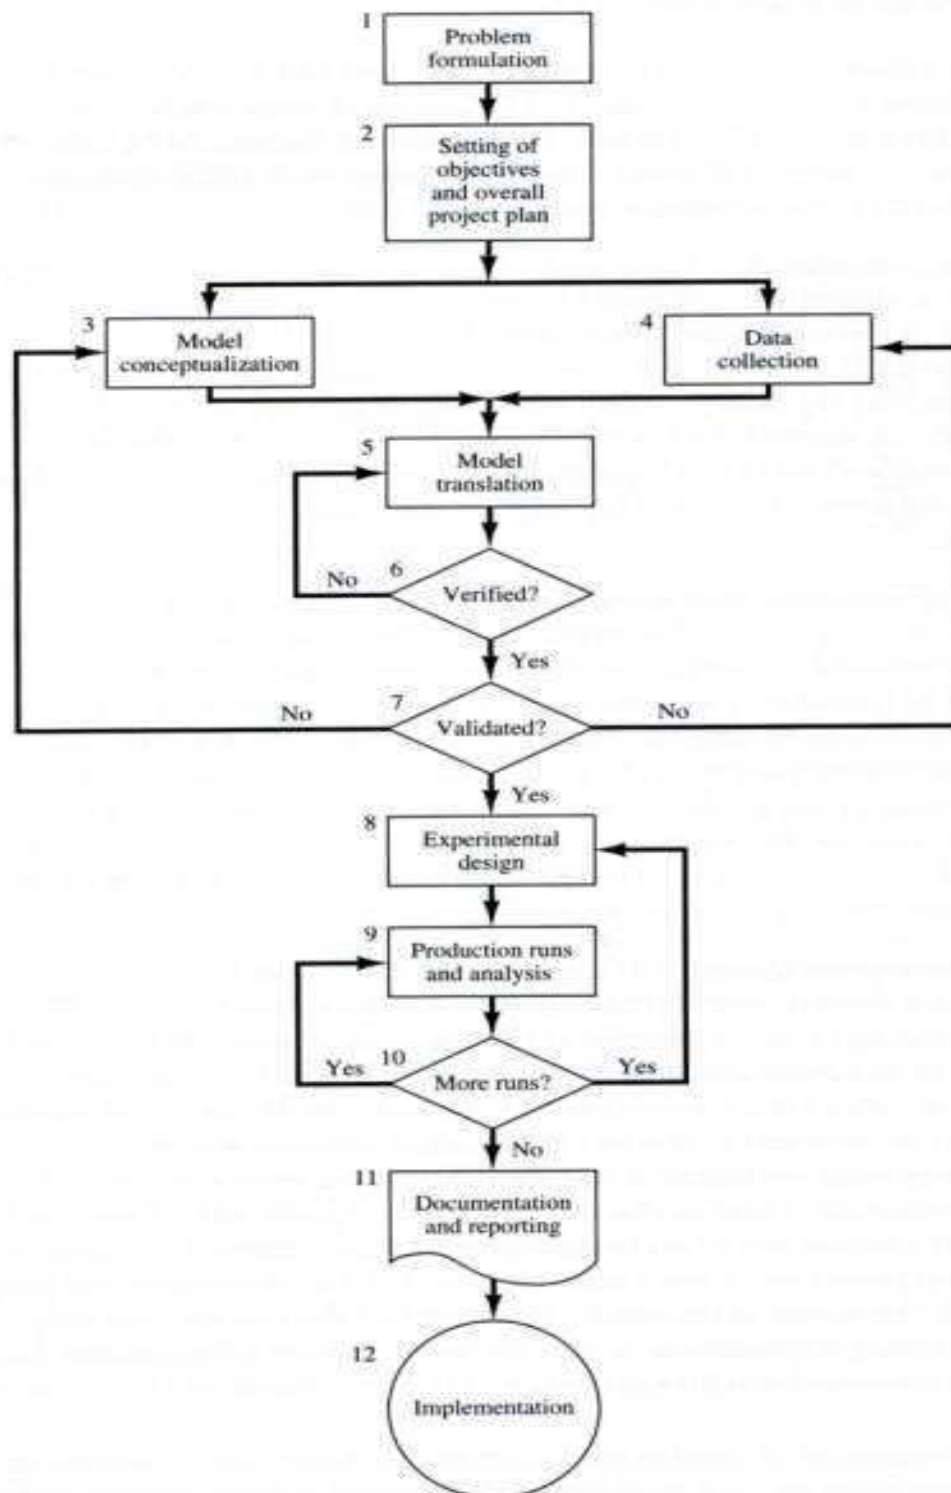 1
Problem
formulation
2
Setting of
objectives
and overall
project plan
3
Model
conceptualization
4
Data
collection
5
Model
translation
6
No
Verified?
Yes
7
No
Validated?
No
Yes
8
Experimental
design
9
Production runs
and analysis
10
Yes
More runs?
Yes
No
11
Documentation
and reporting
12
Implementation